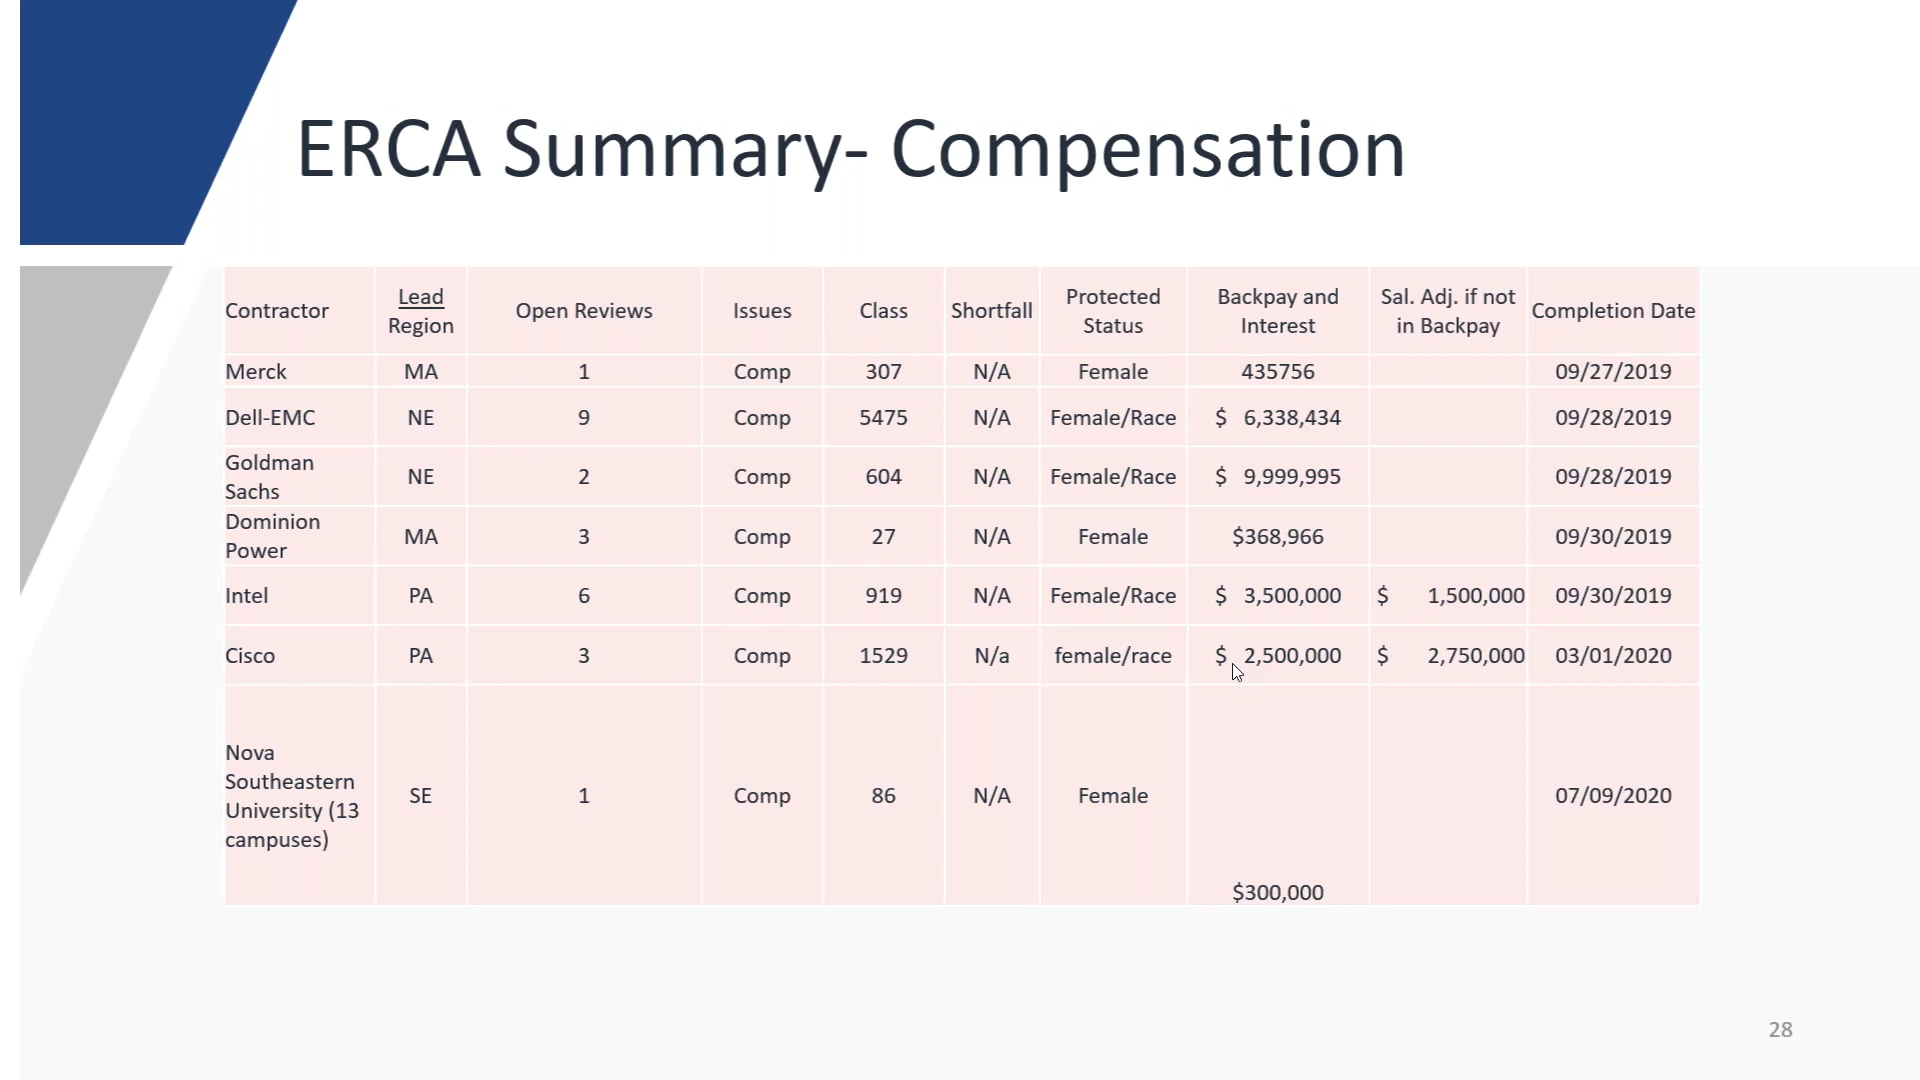 ERCA Summary- Compensation
Contractor Lead Region Open Reviews Issues Class Shortfall Protected Status Backpay and Interest Sal. Adj. if not in Backpay Completion Date
Merck MA 1 Comp 307 N/A Female 435756 09/27/2019
Dell-EMC NE 9 Comp 5475 N/A Female/Race $ 6,338,434 09/28/2019
Goldman Sachs NE 2 Comp 604 N/A Female/Race $ 9,999,995 09/28/2019
Dominion Power MA 3 Comp 27 N/A Female $368,966 09/30/2019
Intel PA 6 Comp 919 N/A Female/Race $ 3,500,000 $ 1,500,000 09/30/2019
Cisco PA 3 Comp 1529 N/a female/race $ 2,500,000 $ 2,750,000 03/01/2020
Nova Southeastern University (13 campuses) SE 1 Comp 86 N/A Female $300,000 07/09/2020
28